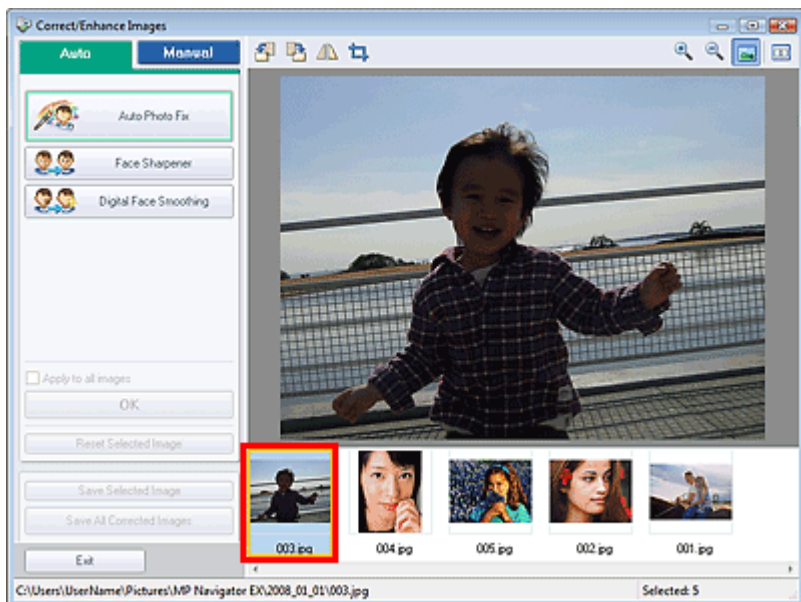 Correct/Enhance Images
Auto
Manual
Auto Photo Fix
Face Sharpener
Digital Face Smoothing
Apply to all images
OK
Reset Selected Image
Save Selected Image
Save All Corrected Images
Exit
003.jpg
004.jpg
005.jpg
002.jpg
001.jpg
C:\Users\UserName\Pictures\MP Navigator EX\2008_01_01\003.jpg
Selected: 5